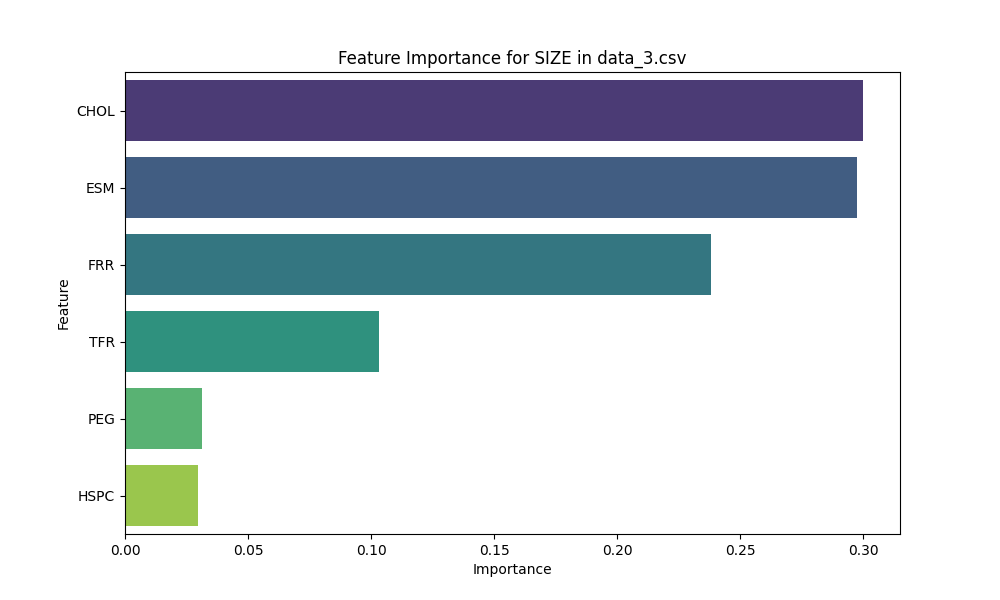 Feature Importance for SIZE in data_3.csv
CHOL
ESM
FRR
TFR
PEG
HSPC
Feature
0.00 0.05 0.10 0.15 0.20 0.25 0.30
Importance